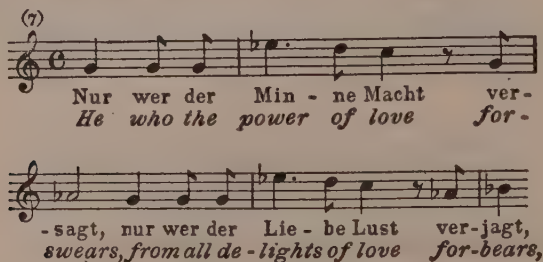 (7)
Nur wer der Min - ne Macht ver-
He who the power of love for-
-sagt, nur wer der Lie - be Lust ver-jagt,
swears, from all de - lights of love for-bears,